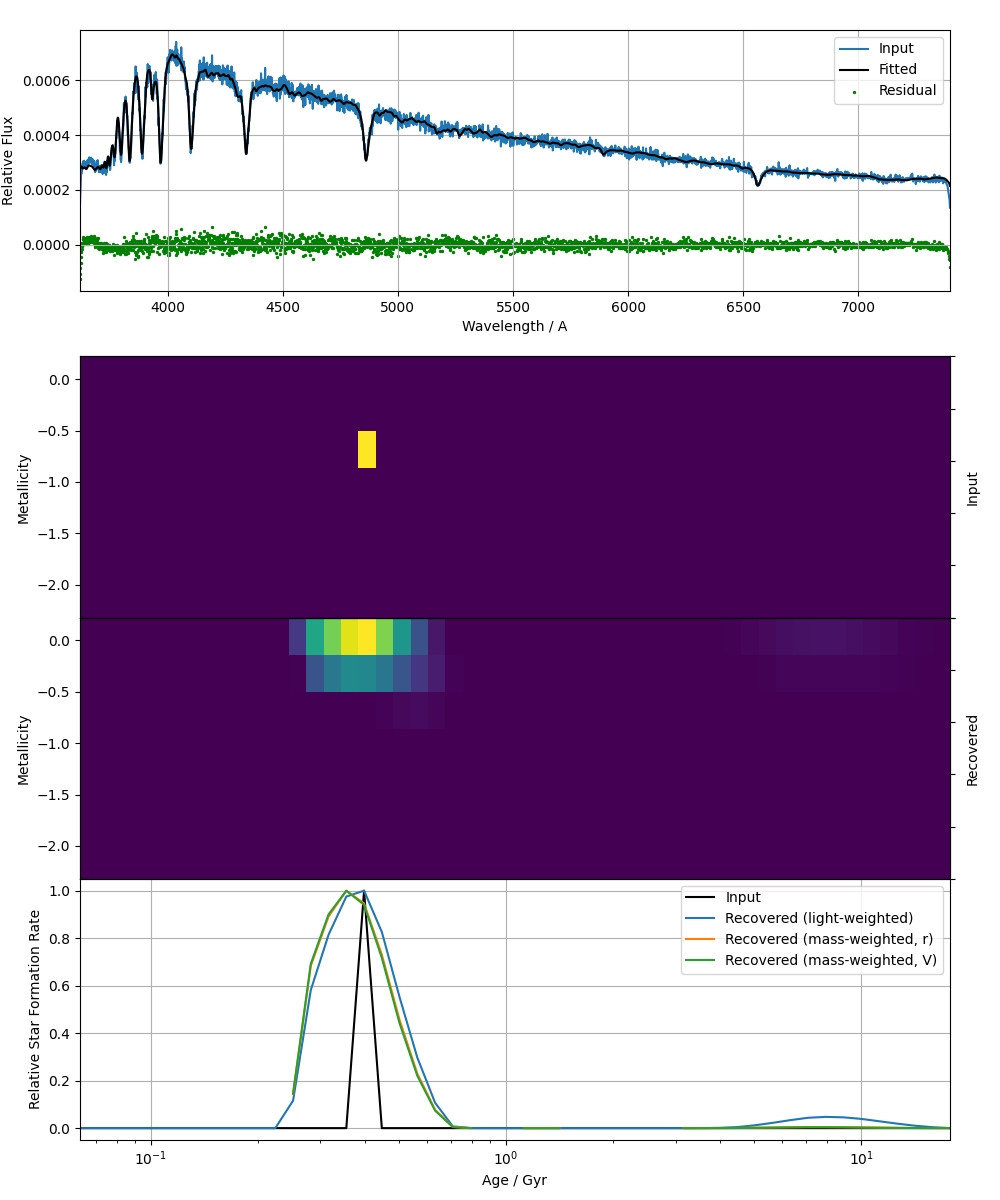 Relative Flux
0.0006
0.0004
0.0002
0.0000
Input
Fitted
Residual
4000 4500 5000 5500 6000 6500 7000
Wavelength / A
Metallicity
0.0
−0.5
−1.0
−1.5
−2.0
Input
Metallicity
0.0
−0.5
−1.0
−1.5
−2.0
Recovered
Relative Star Formation Rate
1.0
0.8
0.6
0.4
0.2
0.0
Input
Recovered (light-weighted)
Recovered (mass-weighted, r)
Recovered (mass-weighted, V)
10⁻¹ 10⁰ 10¹
Age / Gyr